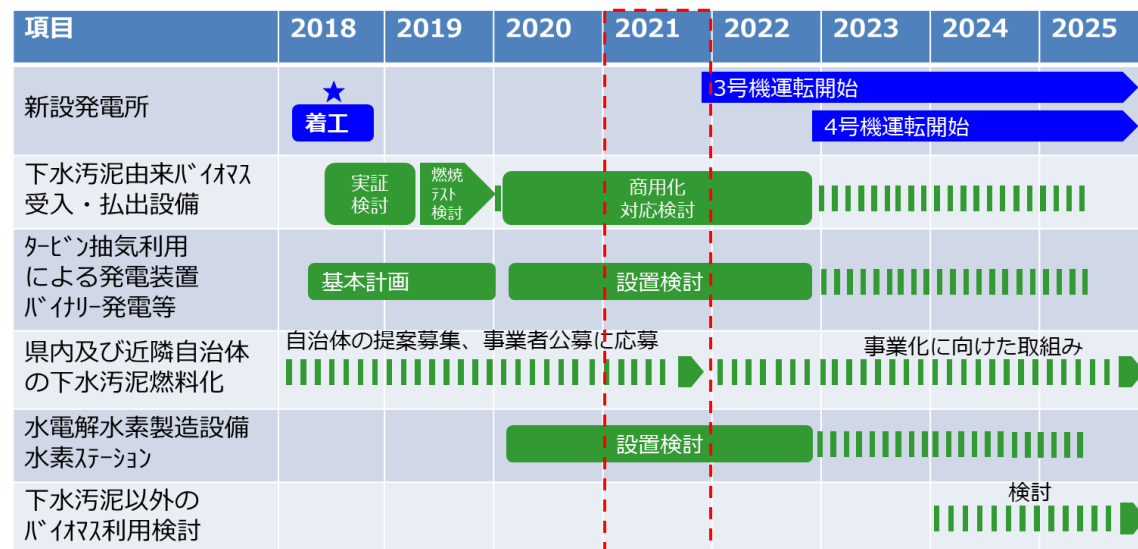 項目 2018 2019 2020 2021 2022 2023 2024 2025
新設発電所
着工
3号機運転開始
4号機運転開始
下水汚泥由来ﾊﾞｲｵﾏｽ
受入・払出設備
実証
検討
燃焼
ﾃｽﾄ
検討
商用化
対応検討
ﾀｰﾋﾞﾝ抽気利用
による発電装置
ﾊﾞｲﾅﾘｰ発電等
基本計画
設置検討
県内及び近隣自治体
の下水汚泥燃料化
自治体の提案募集、事業者公募に応募
事業化に向けた取組み
水電解水素製造設備
水素ｽﾃｰｼｮﾝ
設置検討
下水汚泥以外の
ﾊﾞｲｵﾏｽ利用検討
検討